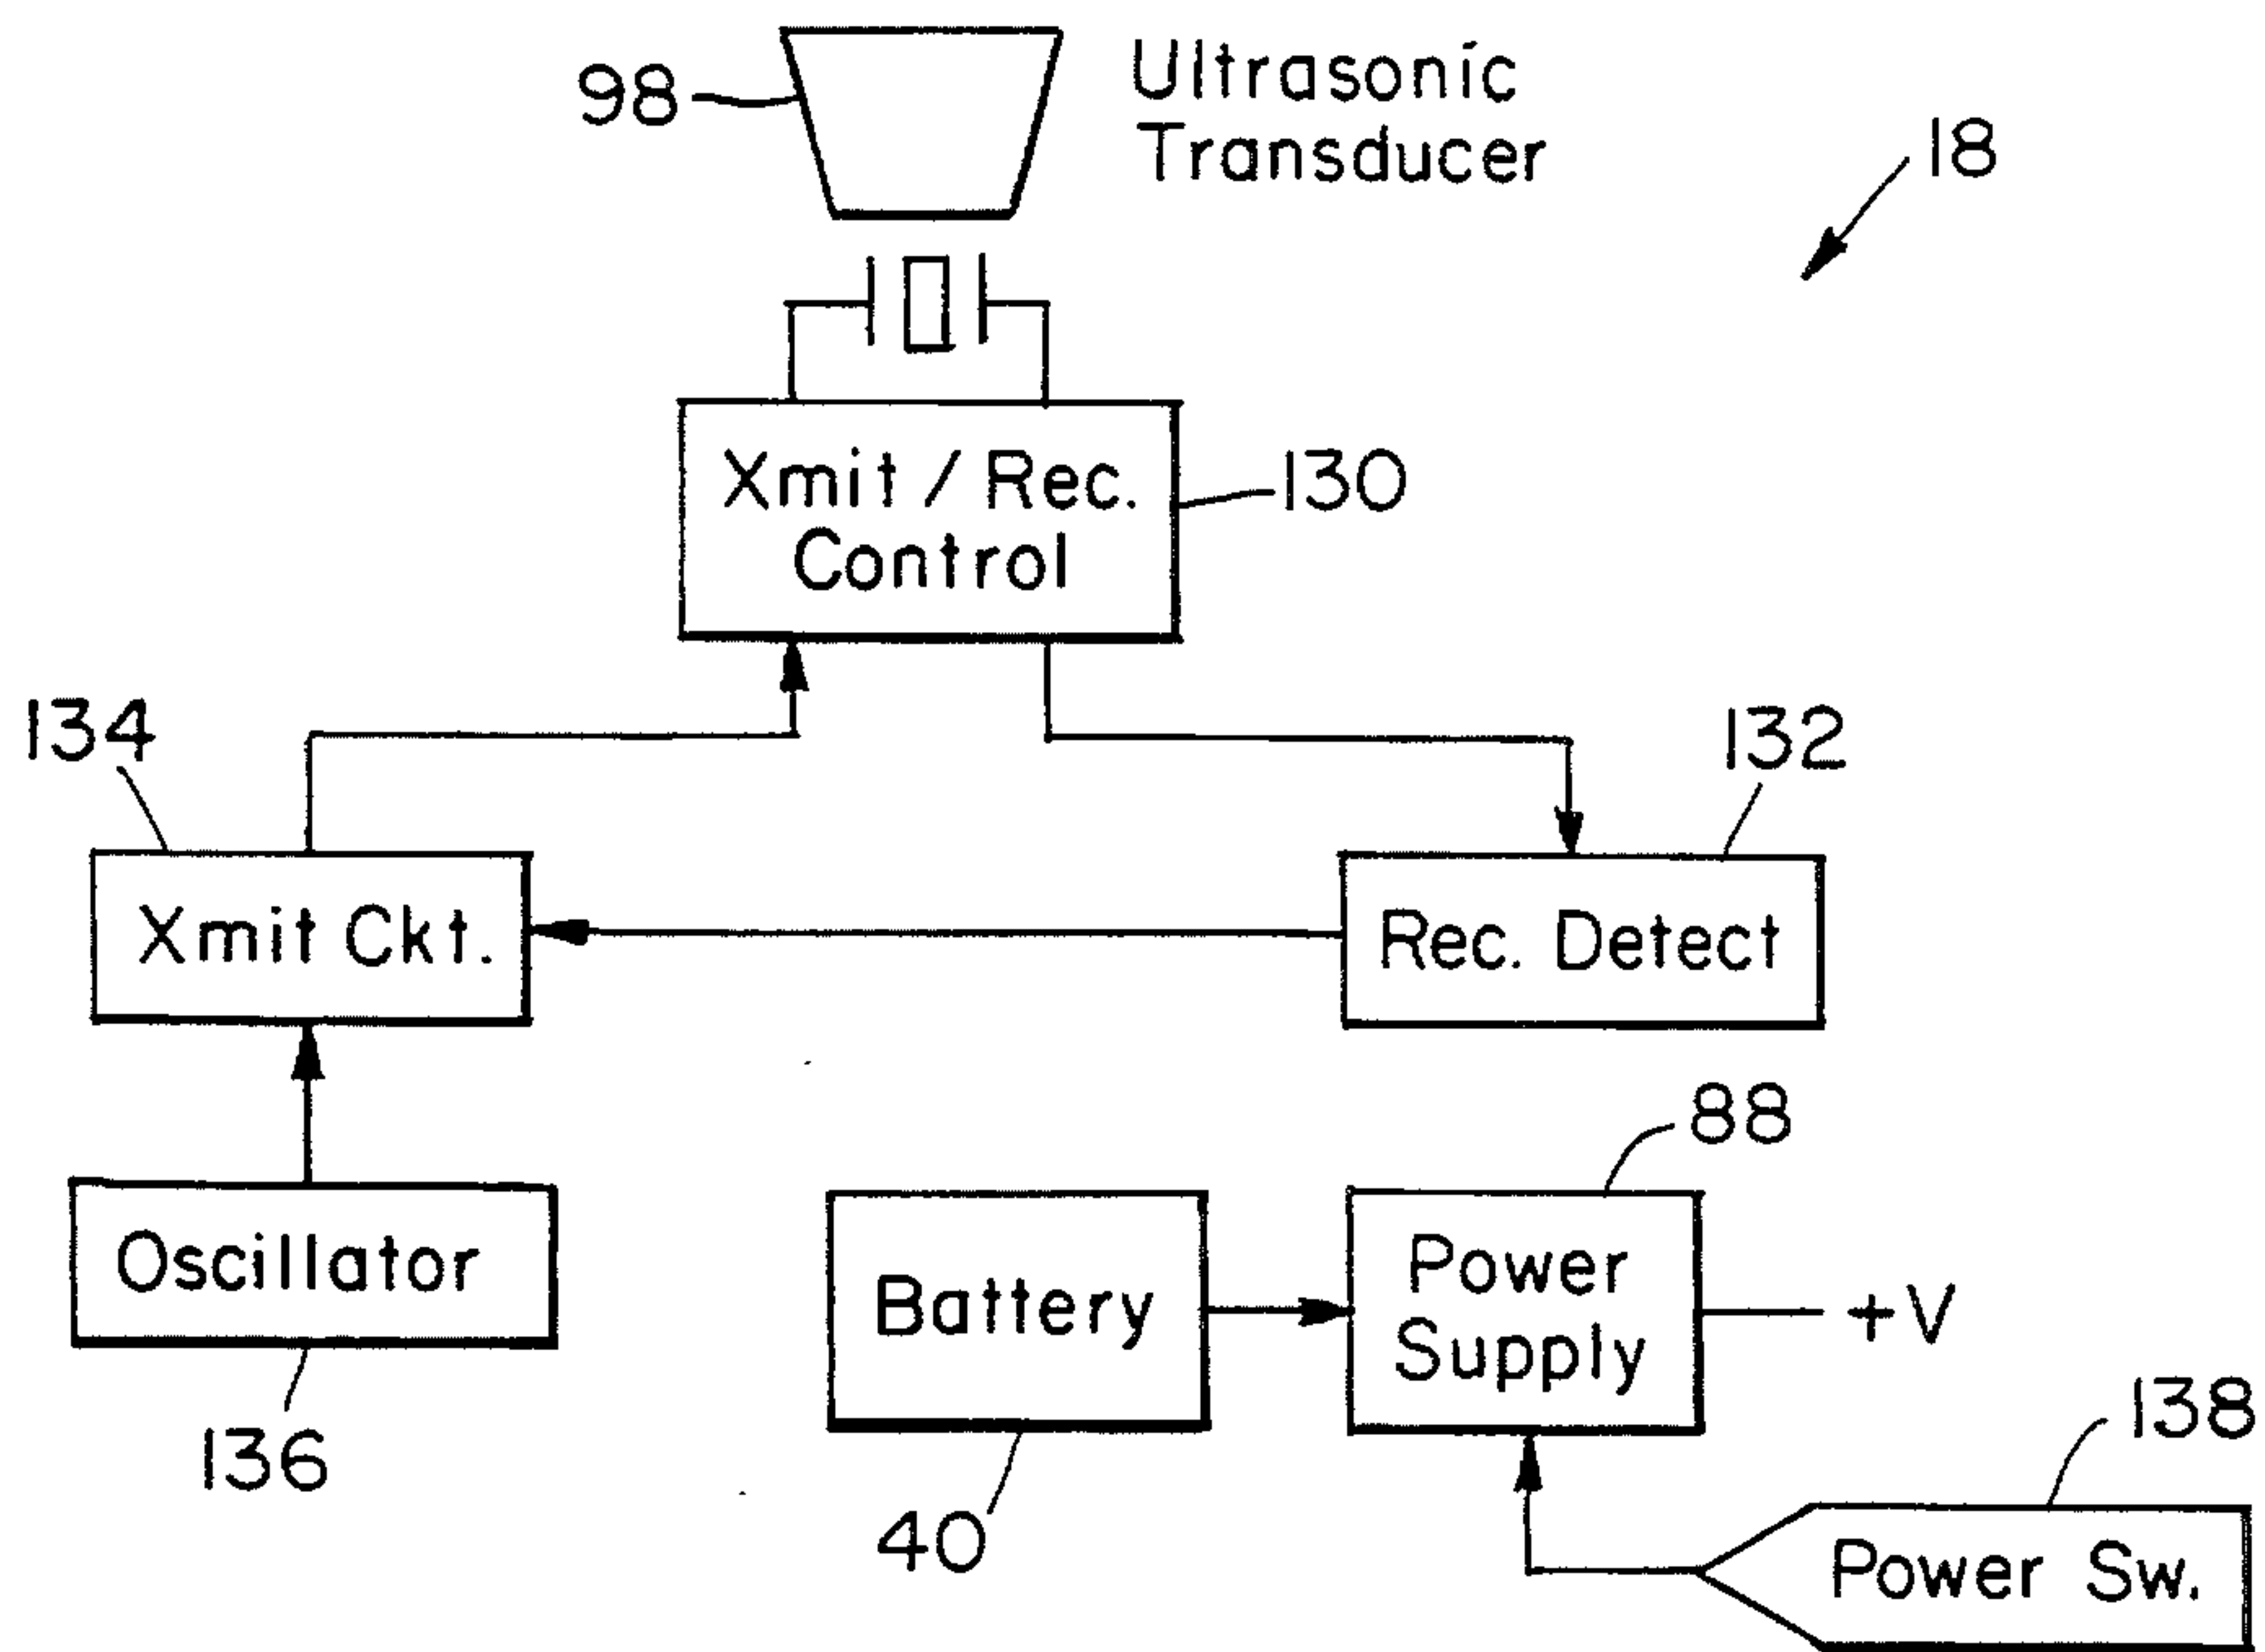 98
Ultrasonic
Transducer
18
Xmit / Rec.
Control
130
134
132
Xmit Ckt.
Rec. Detect
88
Oscillator
Battery
Power
Supply
+V
136
40
138
Power Sw.